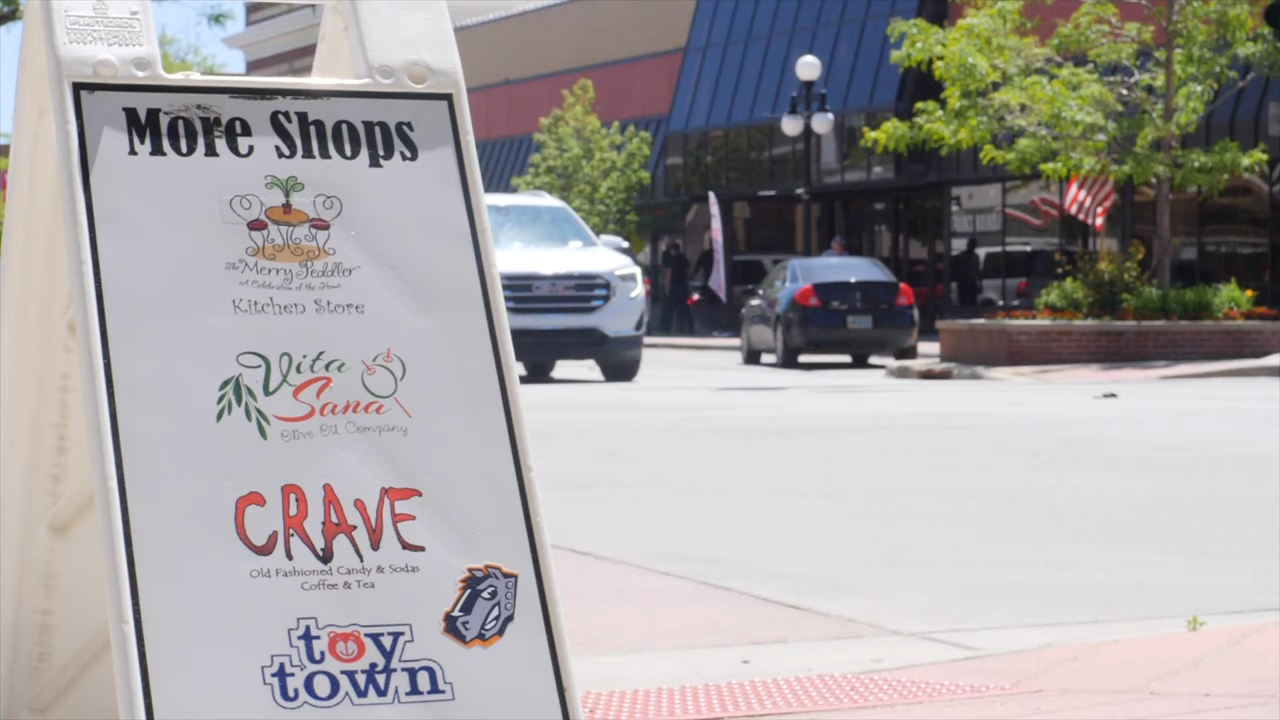 More Shops
The Merry Peddler
A Celebration of the Home
Kitchen Store
Vita
Sana
Olive Oil Company
CRAVE
Old Fashioned Candy & Sodas
Coffee & Tea
toy
town